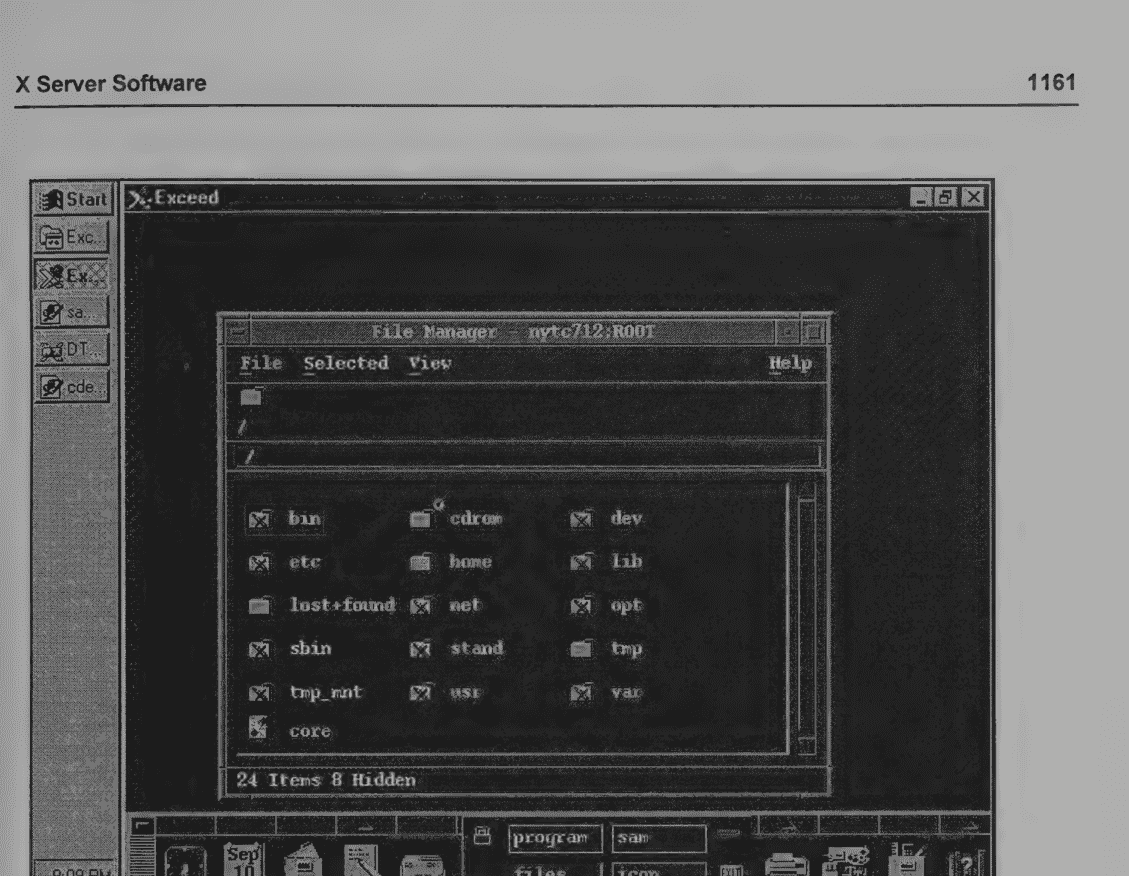 X Server Software 1161
Start
Exceed
Exc...
Ex...
sa...
DT...
cde...
File Manager - nytc712:ROOT
File Selected View Help
/
/
bin cdrom dev
etc home lib
lost+found net opt
sbin stand tmp
tmp_mnt usr var
core
24 Items 8 Hidden
program sam
Sep
10
files icon
EXIT
?